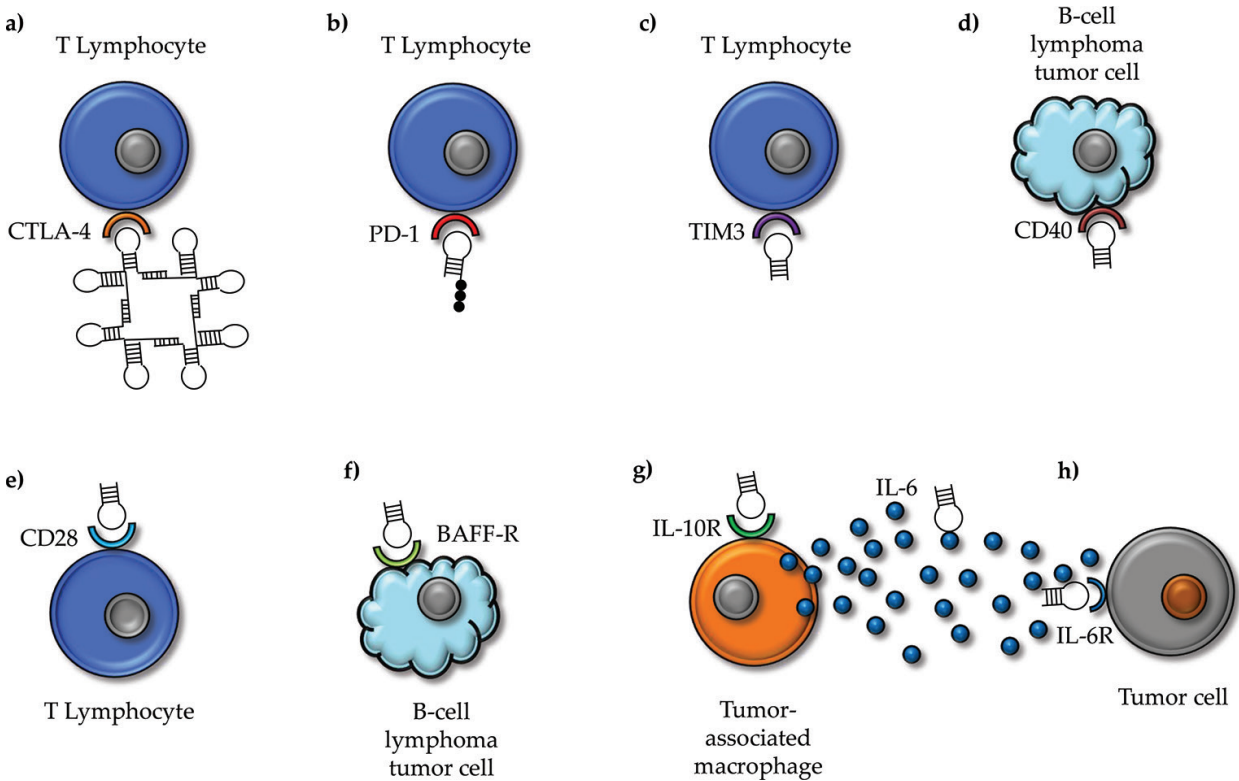 a)
T Lymphocyte
CTLA-4
b)
T Lymphocyte
PD-1
c)
T Lymphocyte
TIM3
d)
B-cell
lymphoma
tumor cell
CD40
e)
CD28
T Lymphocyte
f)
BAFF-R
B-cell
lymphoma
tumor cell
g)
IL-10R
IL-6
Tumor-
associated
macrophage
h)
IL-6R
Tumor cell